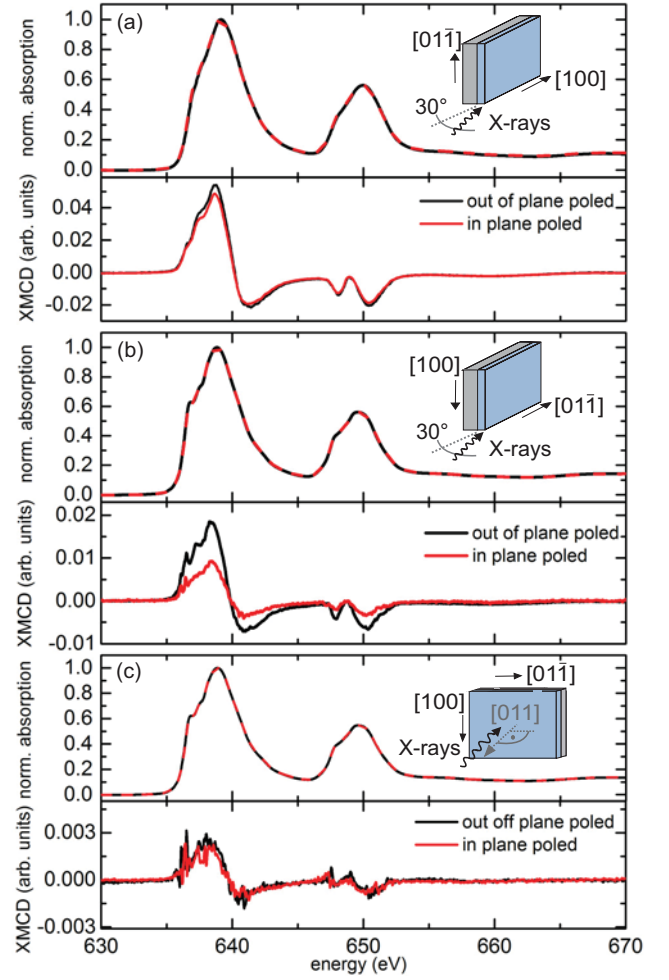 (a)
[011̄]
[100]
30°
X-rays
norm. absorption
1.0
0.8
0.6
0.4
0.2
0.0
out of plane poled
in plane poled
XMCD (arb. units)
0.04
0.02
0.00
-0.02
(b)
[100]
[011̄]
30°
X-rays
norm. absorption
1.0
0.8
0.6
0.4
0.2
0.0
out of plane poled
in plane poled
XMCD (arb. units)
0.02
0.01
0.00
-0.01
(c)
[011̄]
[100]
[011]
X-rays
norm. absorption
1.0
0.8
0.6
0.4
0.2
0.0
out off plane poled
in plane poled
XMCD (arb. units)
0.003
0.000
-0.003
630 640 650 660 670
energy (eV)